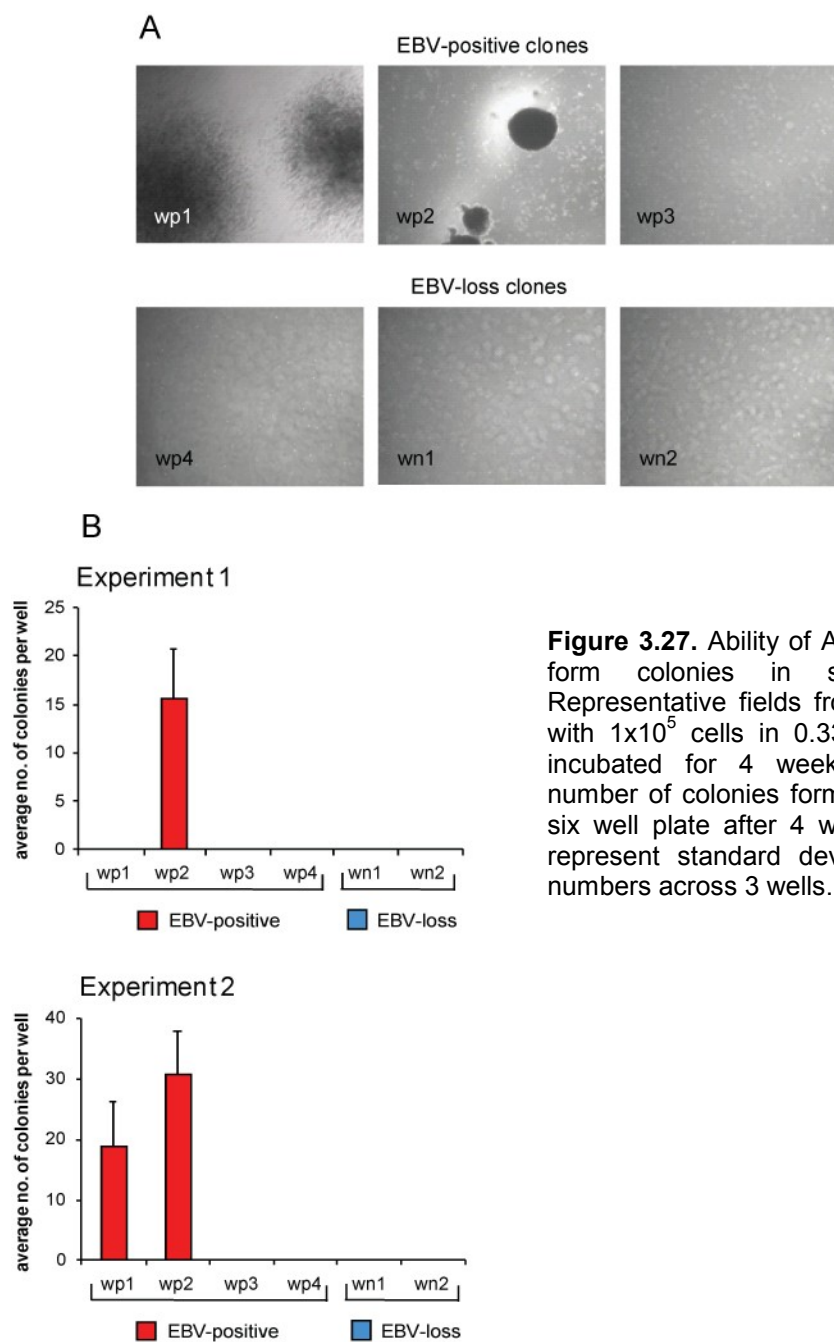 A
EBV-positive clones
wp1 wp2 wp3
EBV-loss clones
wp4 wn1 wn2
B
Experiment 1
average no. of colonies per well
25
20
15
10
5
0
wp1 wp2 wp3 wp4 wn1 wn2
EBV-positive EBV-loss
Experiment 2
average no. of colonies per well
40
30
20
10
0
wp1 wp2 wp3 wp4 wn1 wn2
EBV-positive EBV-loss
Figure 3.27. Ability of A
form colonies in s
Representative fields fro
with 1x10⁵ cells in 0.33
incubated for 4 week
number of colonies form
six well plate after 4 w
represent standard dev
numbers across 3 wells.